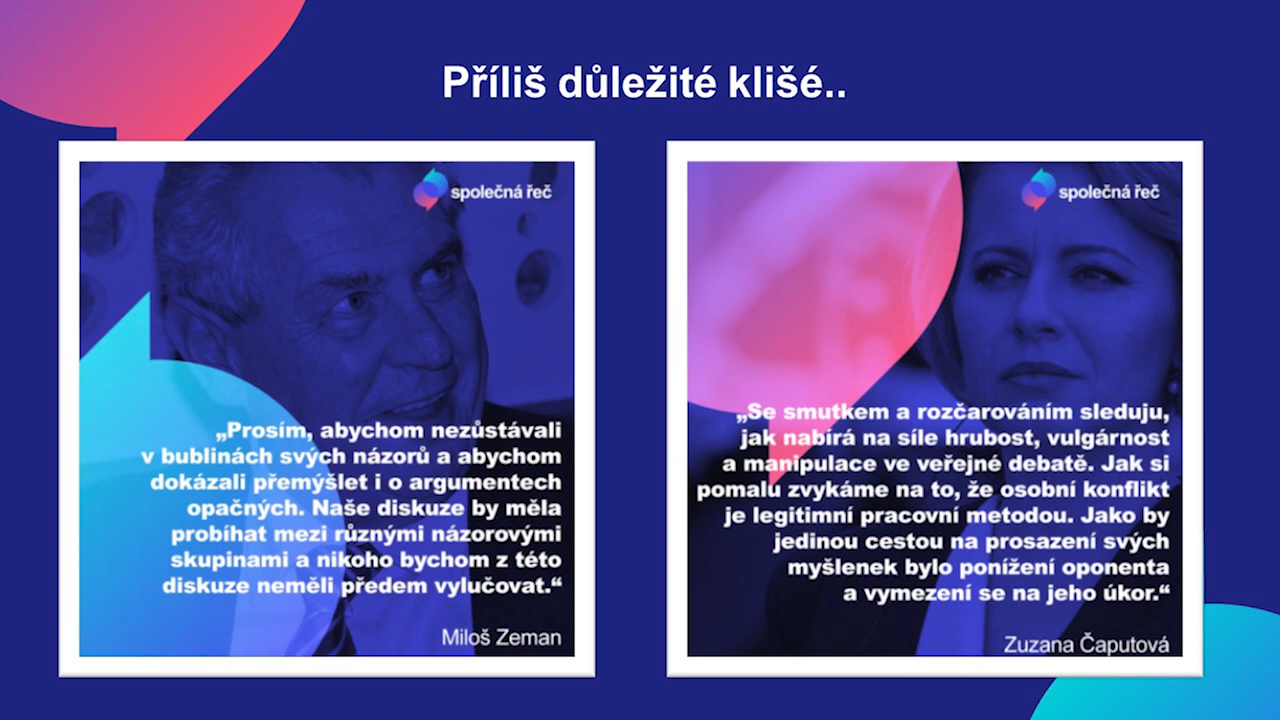 Příliš důležité klišé..
společná řeč
„Prosím, abychom nezůstávali
v bublinách svých názorů a abychom
dokázali přemýšlet i o argumentech
opačných. Naše diskuze by měla
probíhat mezi různými názorovými
skupinami a nikoho bychom z této
diskuze neměli předem vylučovat.“
Miloš Zeman
společná řeč
„Se smutkem a rozčarováním sleduju,
jak nabírá na síle hrubost, vulgárnost
a manipulace ve veřejné debatě. Jak si
pomalu zvykáme na to, že osobní konflikt
je legitimní pracovní metodou. Jako by
jedinou cestou na prosazení svých
myšlenek bylo ponížení oponenta
a vymezení se na jeho úkor.“
Zuzana Čaputová